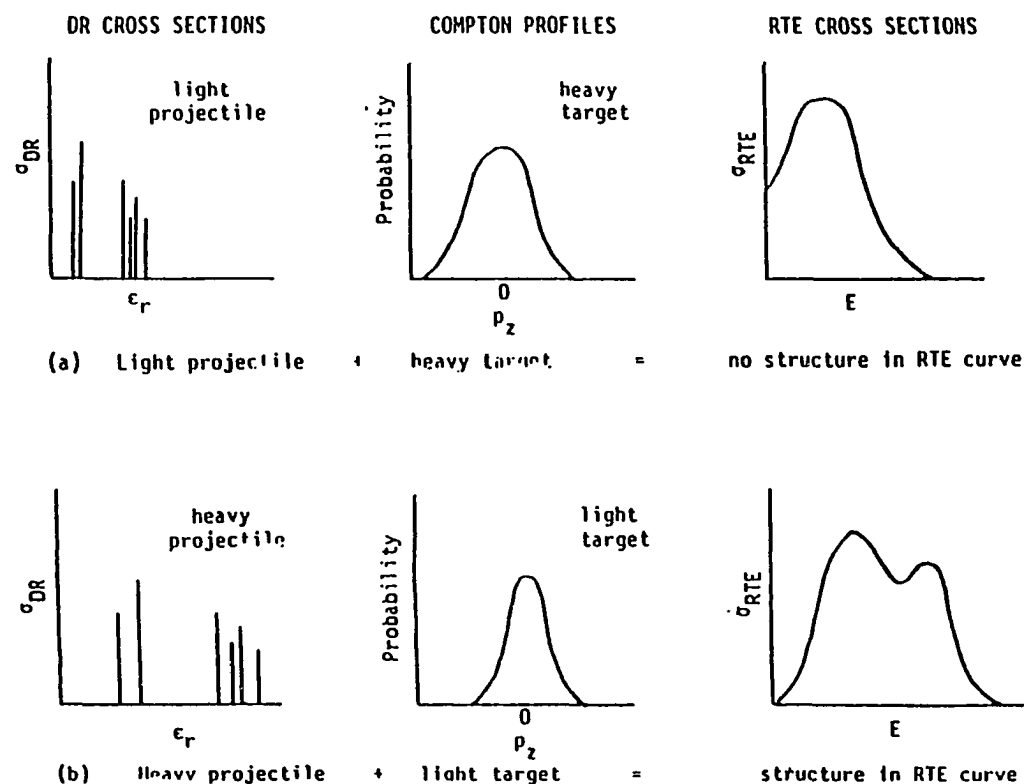 DR CROSS SECTIONS COMPTON PROFILES RTE CROSS SECTIONS
light
projectile
σDR
εr
heavy
target
Probability
0
pz
σRTE
E
(a) Light projectile + heavy target = no structure in RTE curve
heavy
projectile
σDR
εr
light
target
Probability
0
pz
σRTE
E
(b) Heavy projectile + light target = structure in RTE curve